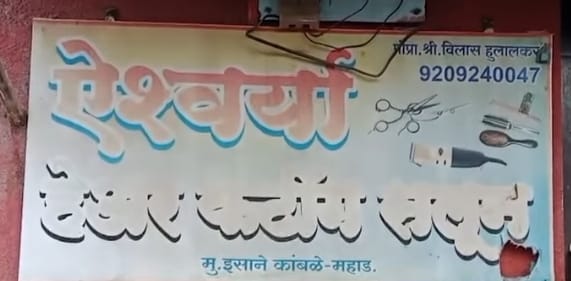 प्रोप्रा.श्री.विलास हुलालकर
9209240047
ऐश्वर्या
हेअर कटींग सलून
मु.इसाने कांबळे-महाड.